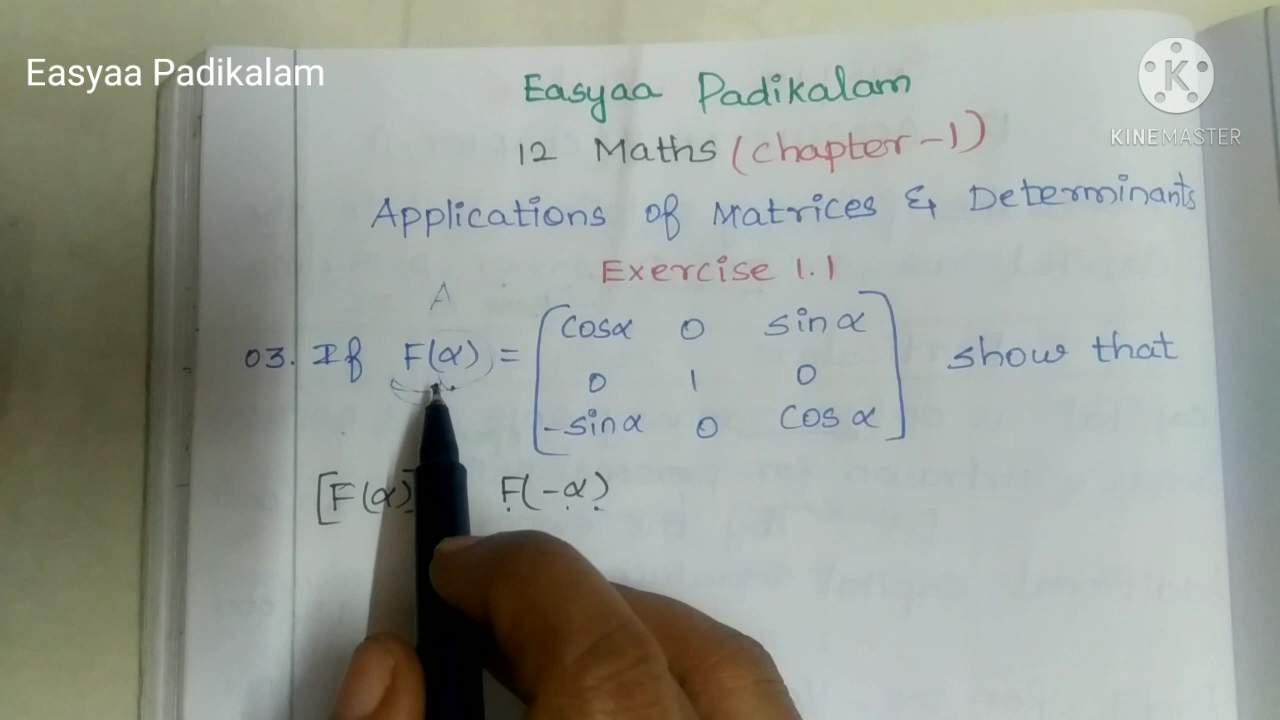 Easyaa Padikalam
Easyaa Padikalam
K
KINEMASTER
12 Maths (chapter-1)
Applications of Matrices & Determinants
Exercise 1.1
A
03. If F(α) = [cosα 0 sinα
0 1 0
-sinα 0 cosα] show that
[F(α) F(-α)